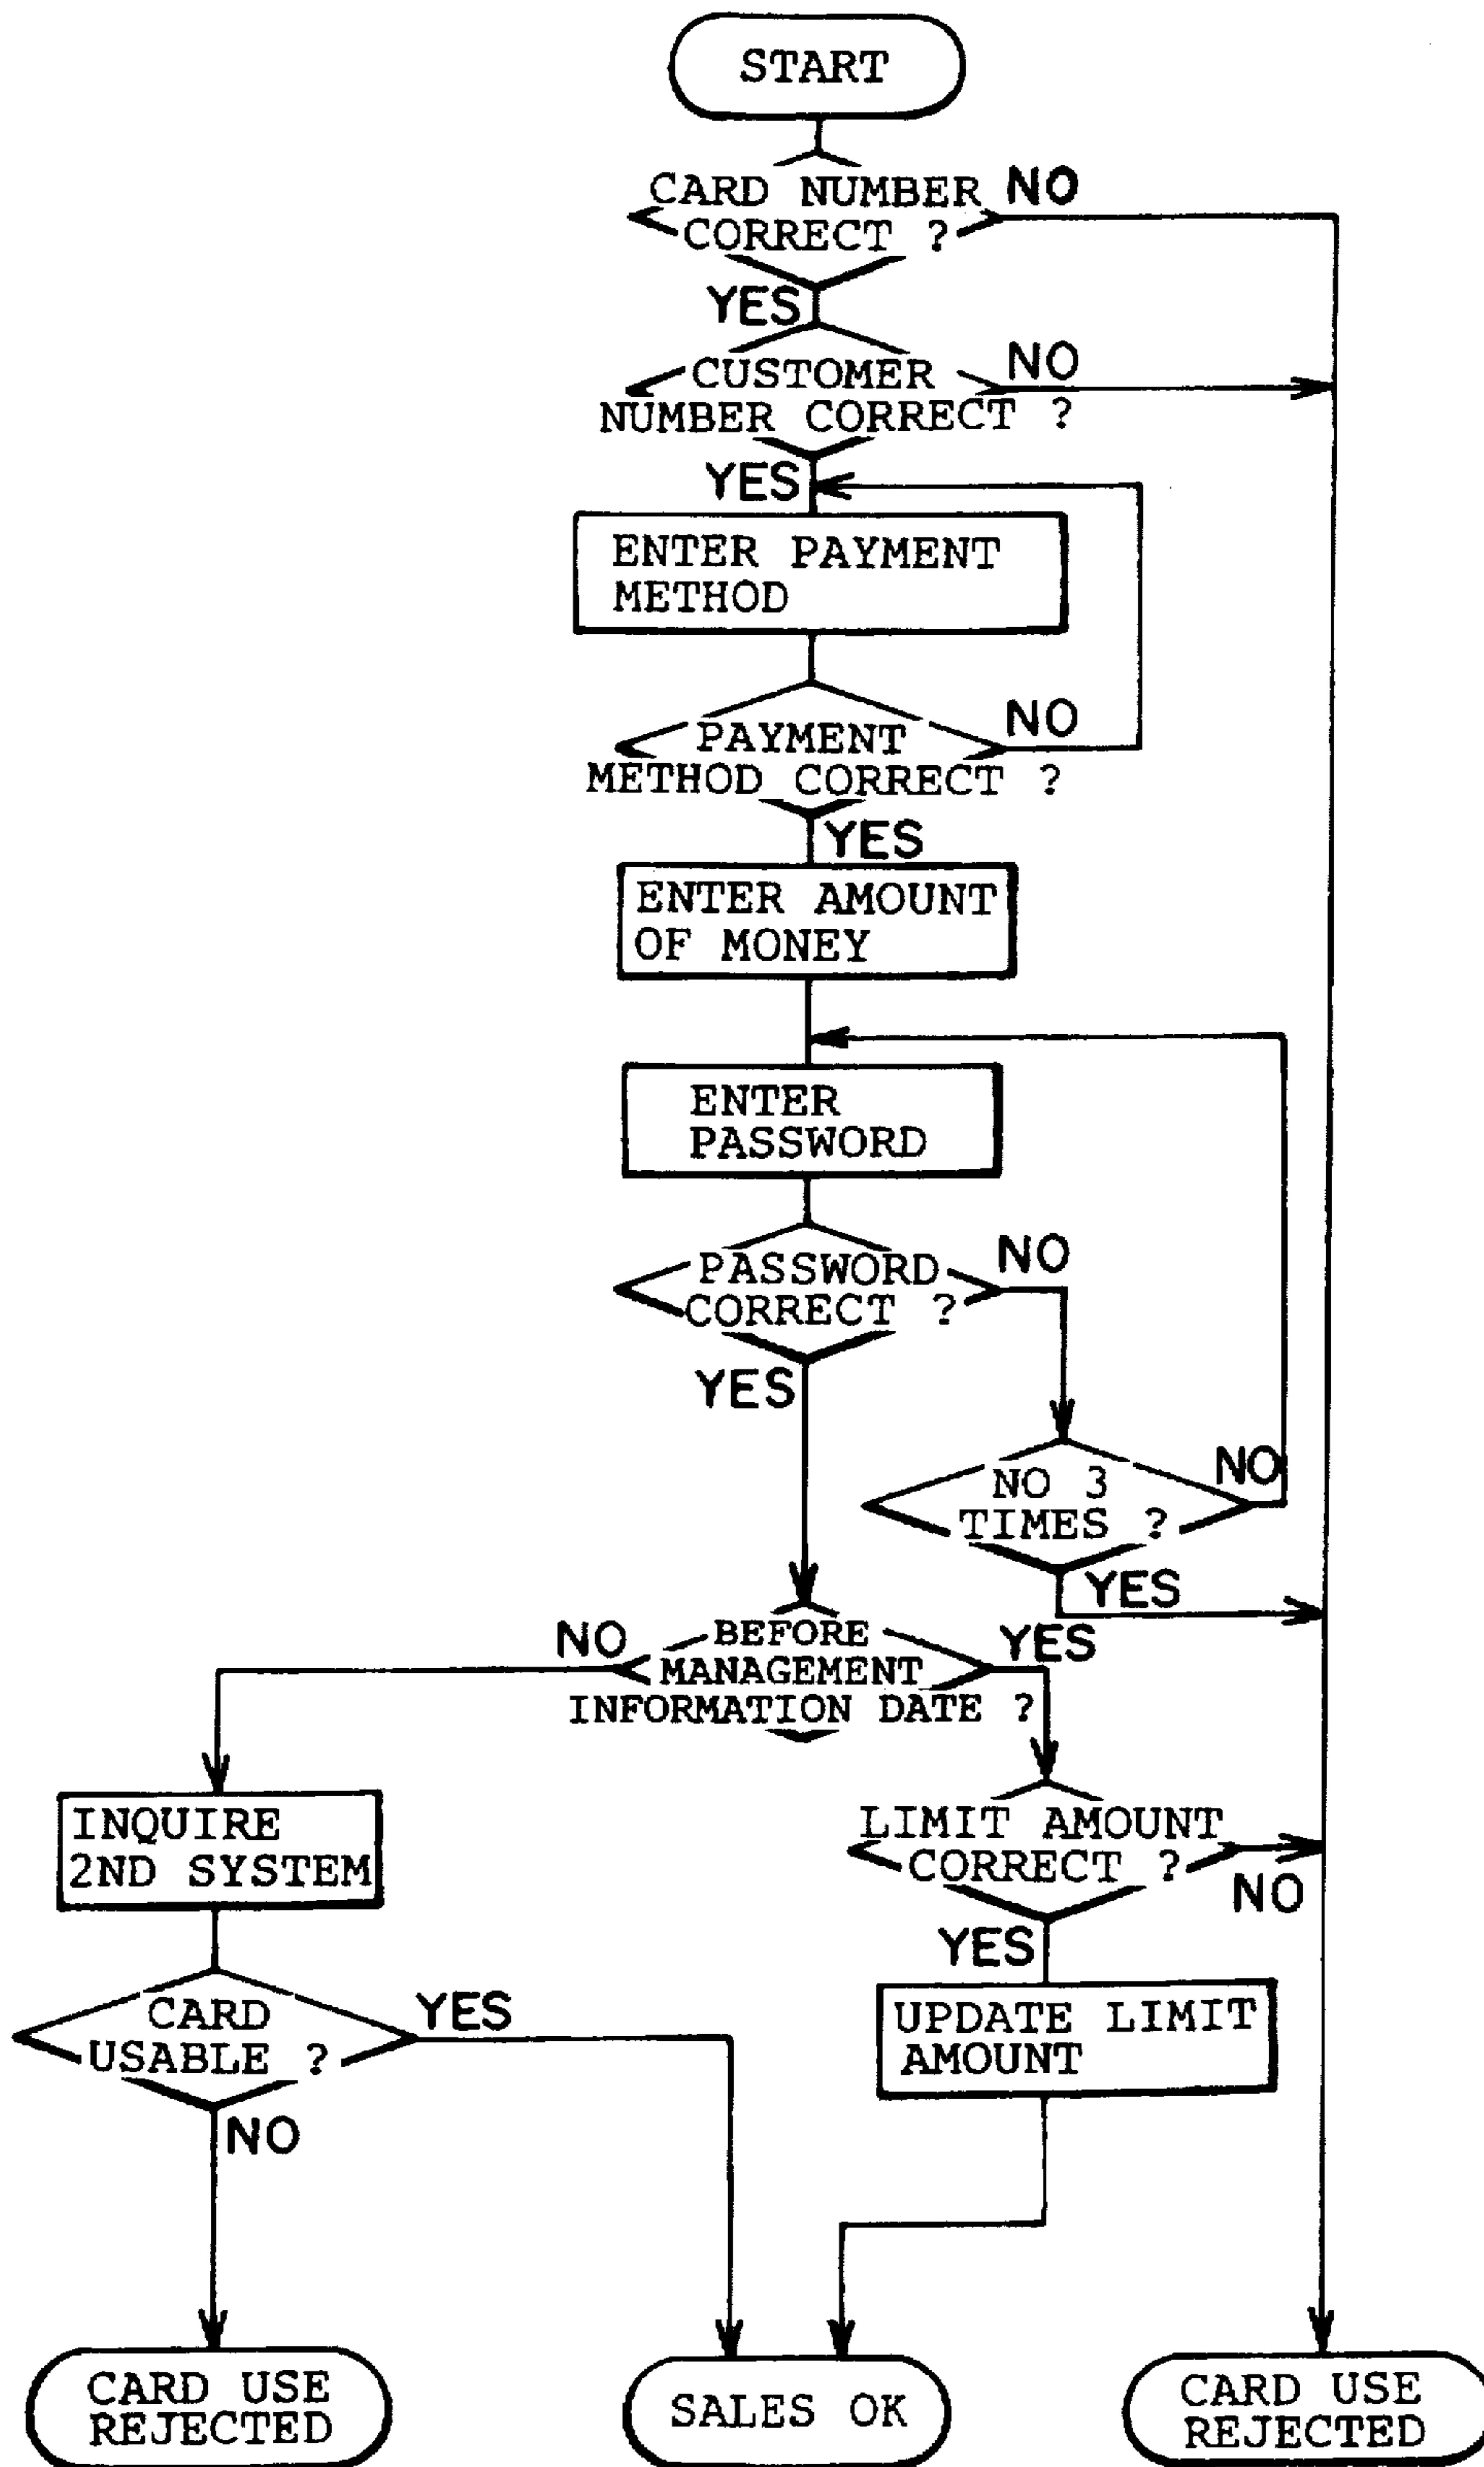 START
CARD NUMBER
CORRECT ?
NO
YES
CUSTOMER
NUMBER CORRECT ?
NO
YES
ENTER PAYMENT
METHOD
PAYMENT
METHOD CORRECT ?
NO
YES
ENTER AMOUNT
OF MONEY
ENTER
PASSWORD
PASSWORD
CORRECT ?
NO
YES
NO 3
TIMES ?
NO
YES
BEFORE
MANAGEMENT
INFORMATION DATE ?
NO
YES
INQUIRE
2ND SYSTEM
LIMIT AMOUNT
CORRECT ?
NO
YES
CARD
USABLE ?
YES
NO
UPDATE LIMIT
AMOUNT
CARD USE
REJECTED
SALES OK
CARD USE
REJECTED